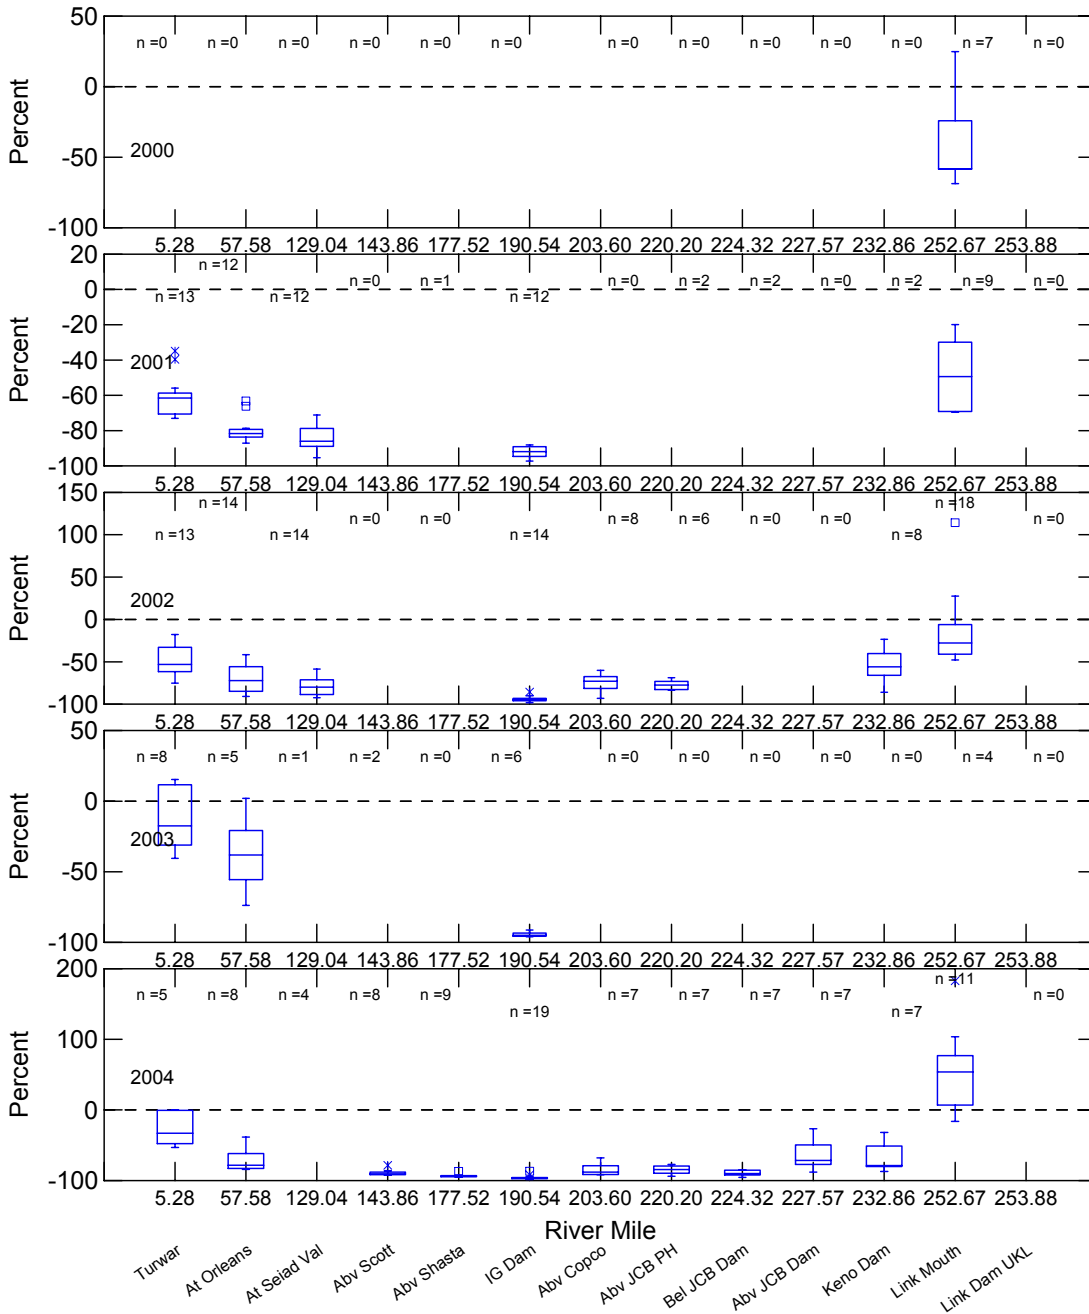 50
n =0 n =0 n =0 n =0 n =0 n =0 n =0 n =0 n =0 n =0 n =0 n =7 n =0
0
Percent
2000
-50
-100
5.28 57.58 129.04 143.86 177.52 190.54 203.60 220.20 224.32 227.57 232.86 252.67 253.88
20
n =12
n =0 n =1 n =0 n =2 n =2 n =0 n =2 n =9 n =0
0
n =13 n =12 n =12
-20
Percent
-40
2001
-60
-80
-100
5.28 57.58 129.04 143.86 177.52 190.54 203.60 220.20 224.32 227.57 232.86 252.67 253.88
150
n =14 n =18
n =0 n =0 n =8 n =6 n =0 n =0 n =0
n =13 n =14 n =14 n =8
100
50
Percent
2002
0
-50
-100
5.28 57.58 129.04 143.86 177.52 190.54 203.60 220.20 224.32 227.57 232.86 252.67 253.88
50
n =8 n =5 n =1 n =2 n =0 n =6 n =0 n =0 n =0 n =0 n =0 n =4 n =0
0
Percent
2003
-50
-100
5.28 57.58 129.04 143.86 177.52 190.54 203.60 220.20 224.32 227.57 232.86 252.67 253.88
200
n =11
n =5 n =8 n =4 n =8 n =9 n =7 n =7 n =7 n =7 n =0
n =19 n =7
100
Percent
2004
0
-100
5.28 57.58 129.04 143.86 177.52 190.54 203.60 220.20 224.32 227.57 232.86 252.67 253.88
River Mile
Turwar At Orleans At Seiad Val Abv Scott Abv Shasta IG Dam Abv Copco Abv JCB PH Bel JCB Dam Abv JCB Dam Keno Dam Link Mouth Link Dam UKL